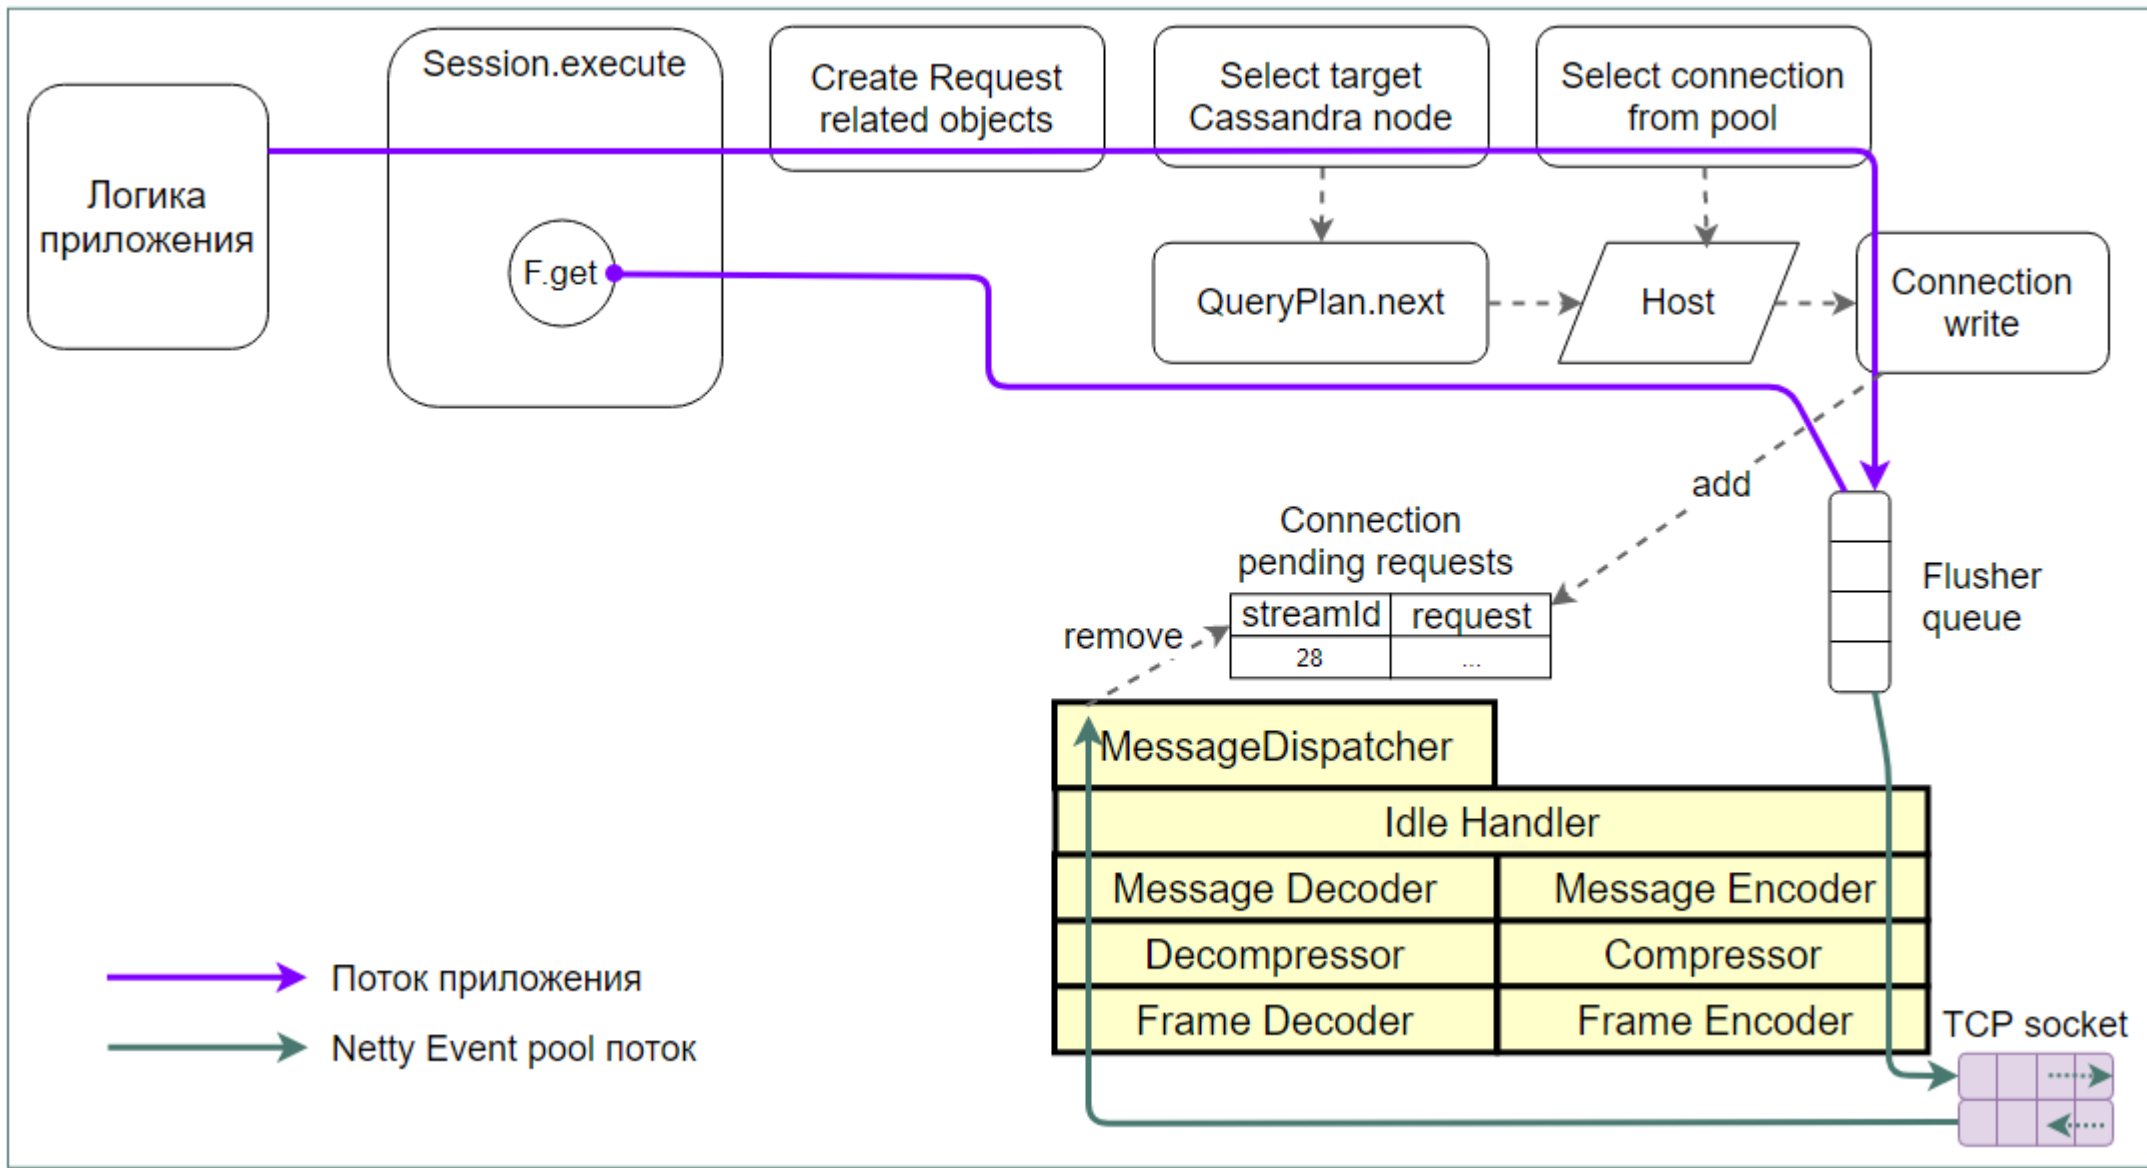 Session.execute
Create Request
related objects
Select target
Cassandra node
Select connection
from pool
Логика
приложения
F.get
QueryPlan.next
Host
Connection
write
add
Connection
pending requests
streamId
request
28
...
remove
Flusher
queue
MessageDispatcher
Idle Handler
Message Decoder
Message Encoder
Decompressor
Compressor
Frame Decoder
Frame Encoder
TCP socket
Поток приложения
Netty Event pool поток